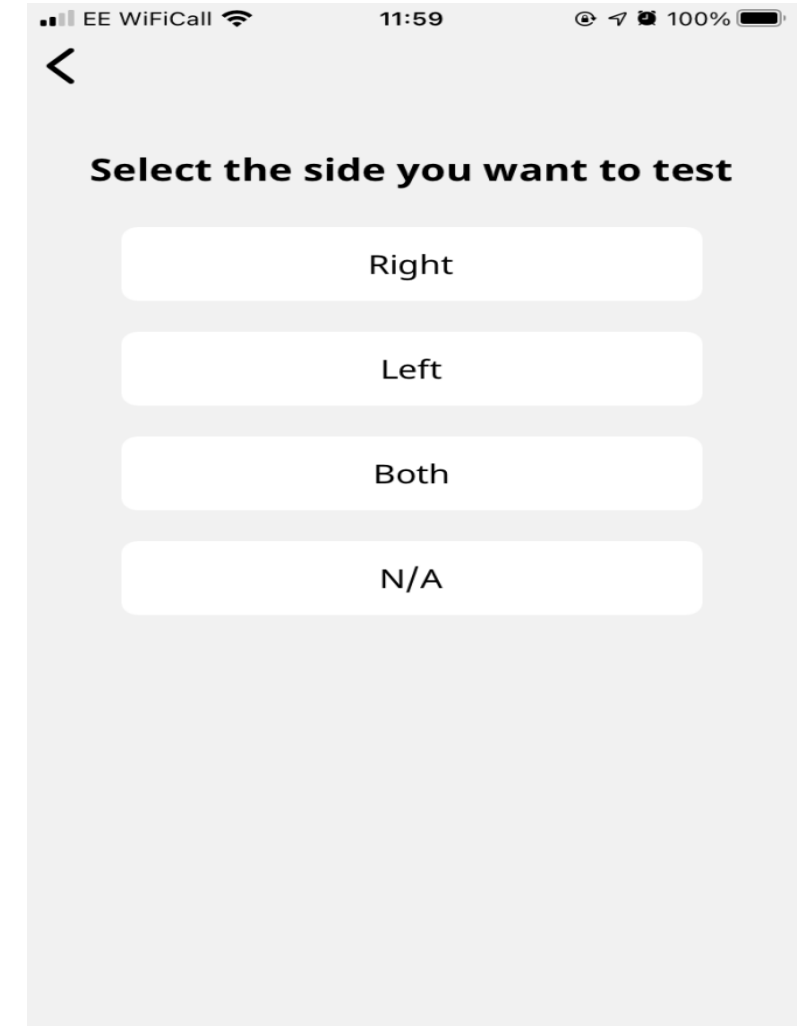 EE WiFiCall 11:59 100%
Select the side you want to test
Right
Left
Both
N/A